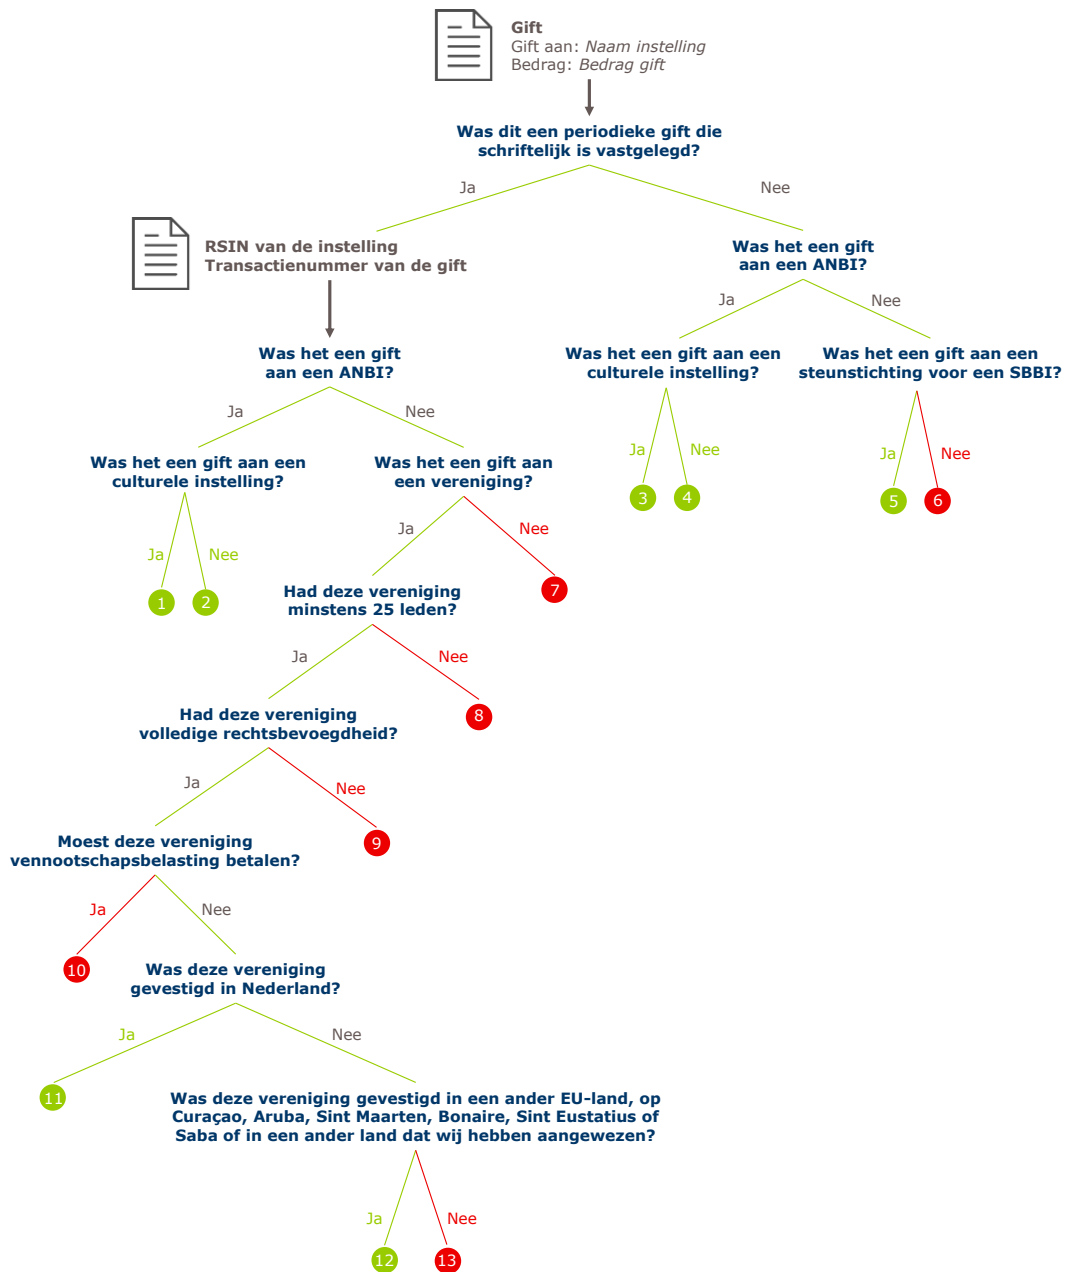 Gift
Gift aan: Naam instelling
Bedrag: Bedrag gift
Was dit een periodieke gift die
schriftelijk is vastgelegd?
Ja
Nee
RSIN van de instelling
Transactienummer van de gift
Was het een gift
aan een ANBI?
Ja
Nee
Was het een gift
aan een ANBI?
Was het een gift aan een
culturele instelling?
Was het een gift aan een
steunstichting voor een SBBI?
Ja
Nee
Ja
Nee
Was het een gift aan een
culturele instelling?
Was het een gift aan
een vereniging?
Ja
Nee
Ja
Nee
3
4
5
6
Ja
Nee
Ja
Nee
1
2
7
Had deze vereniging
minstens 25 leden?
Ja
Nee
8
Had deze vereniging
volledige rechtsbevoegdheid?
Ja
Nee
9
Moest deze vereniging
vennootschapsbelasting betalen?
Ja
Nee
10
Was deze vereniging
gevestigd in Nederland?
Ja
Nee
11
Was deze vereniging gevestigd in een ander EU-land, op
Curaçao, Aruba, Sint Maarten, Bonaire, Sint Eustatius of
Saba of in een ander land dat wij hebben aangewezen?
Ja
Nee
12
13